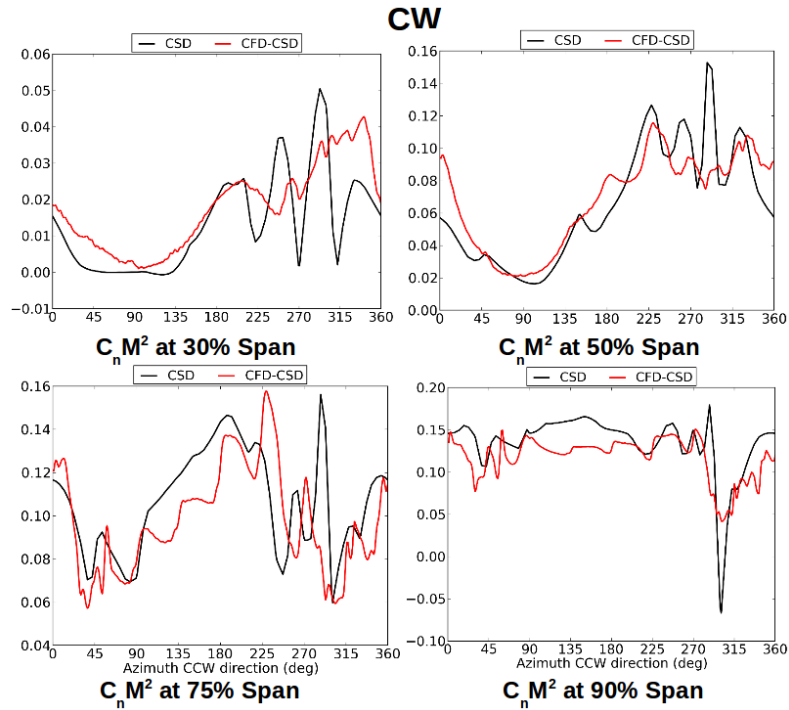 CW
CSD CFD-CSD
0.06
0.05
0.04
0.03
0.02
0.01
0.00
−0.01
0 45 90 135 180 225 270 315 360
CnM² at 30% Span
CSD CFD-CSD
0.16
0.14
0.12
0.10
0.08
0.06
0.04
0.02
0.00
0 45 90 135 180 225 270 315 360
CnM² at 50% Span
CSD CFD-CSD
0.16
0.14
0.12
0.10
0.08
0.06
0.04
0 45 90 135 180 225 270 315 360
Azimuth CCW direction (deg)
CnM² at 75% Span
CSD CFD-CSD
0.20
0.15
0.10
0.05
0.00
−0.05
−0.10
0 45 90 135 180 225 270 315 360
Azimuth CCW direction (deg)
CnM² at 90% Span